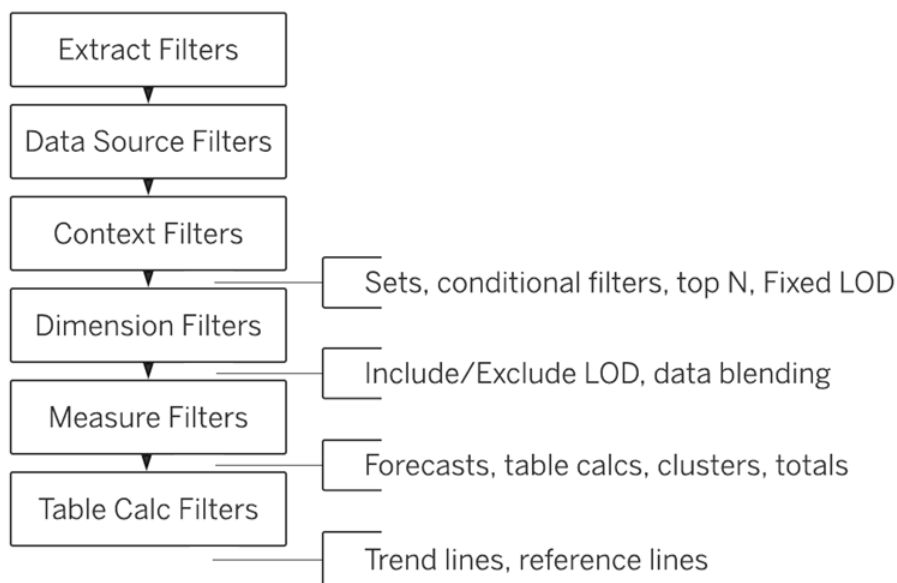 Extract Filters
Data Source Filters
Context Filters
Sets, conditional filters, top N, Fixed LOD
Dimension Filters
Include/Exclude LOD, data blending
Measure Filters
Forecasts, table calcs, clusters, totals
Table Calc Filters
Trend lines, reference lines